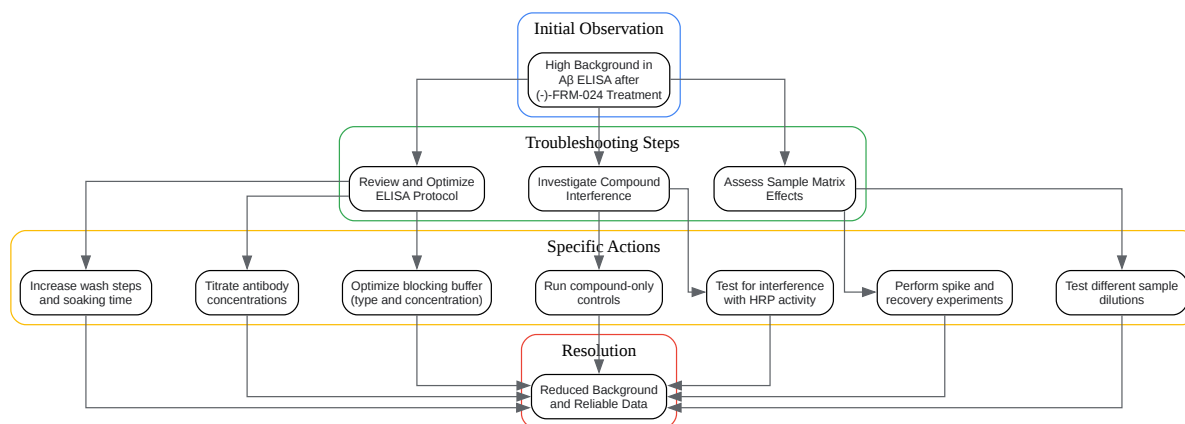 Initial Observation
High Background in
Aβ ELISA after
(-)-FRM-024 Treatment
Troubleshooting Steps
Review and Optimize
ELISA Protocol
Investigate Compound
Interference
Assess Sample Matrix
Effects
Specific Actions
Increase wash steps
and soaking time
Titrate antibody
concentrations
Optimize blocking buffer
(type and concentration)
Run compound-only
controls
Test for interference
with HRP activity
Perform spike and
recovery experiments
Test different sample
dilutions
Resolution
Reduced Background
and Reliable Data